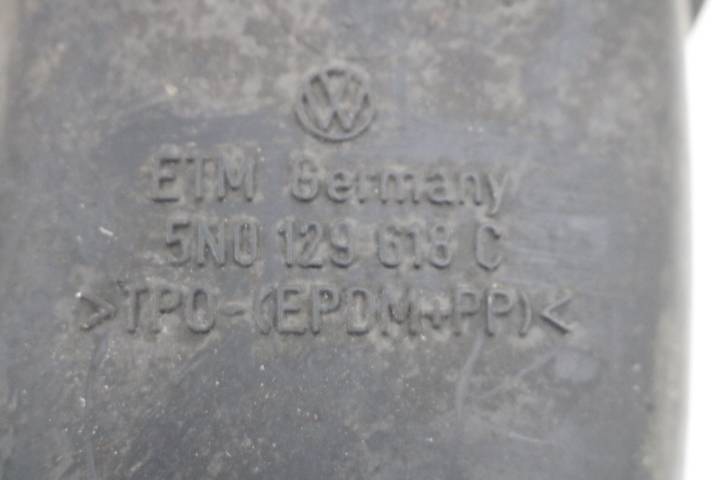 ETM Germany
5N0 129 618 C
>TPO-(EPDM+PP)<